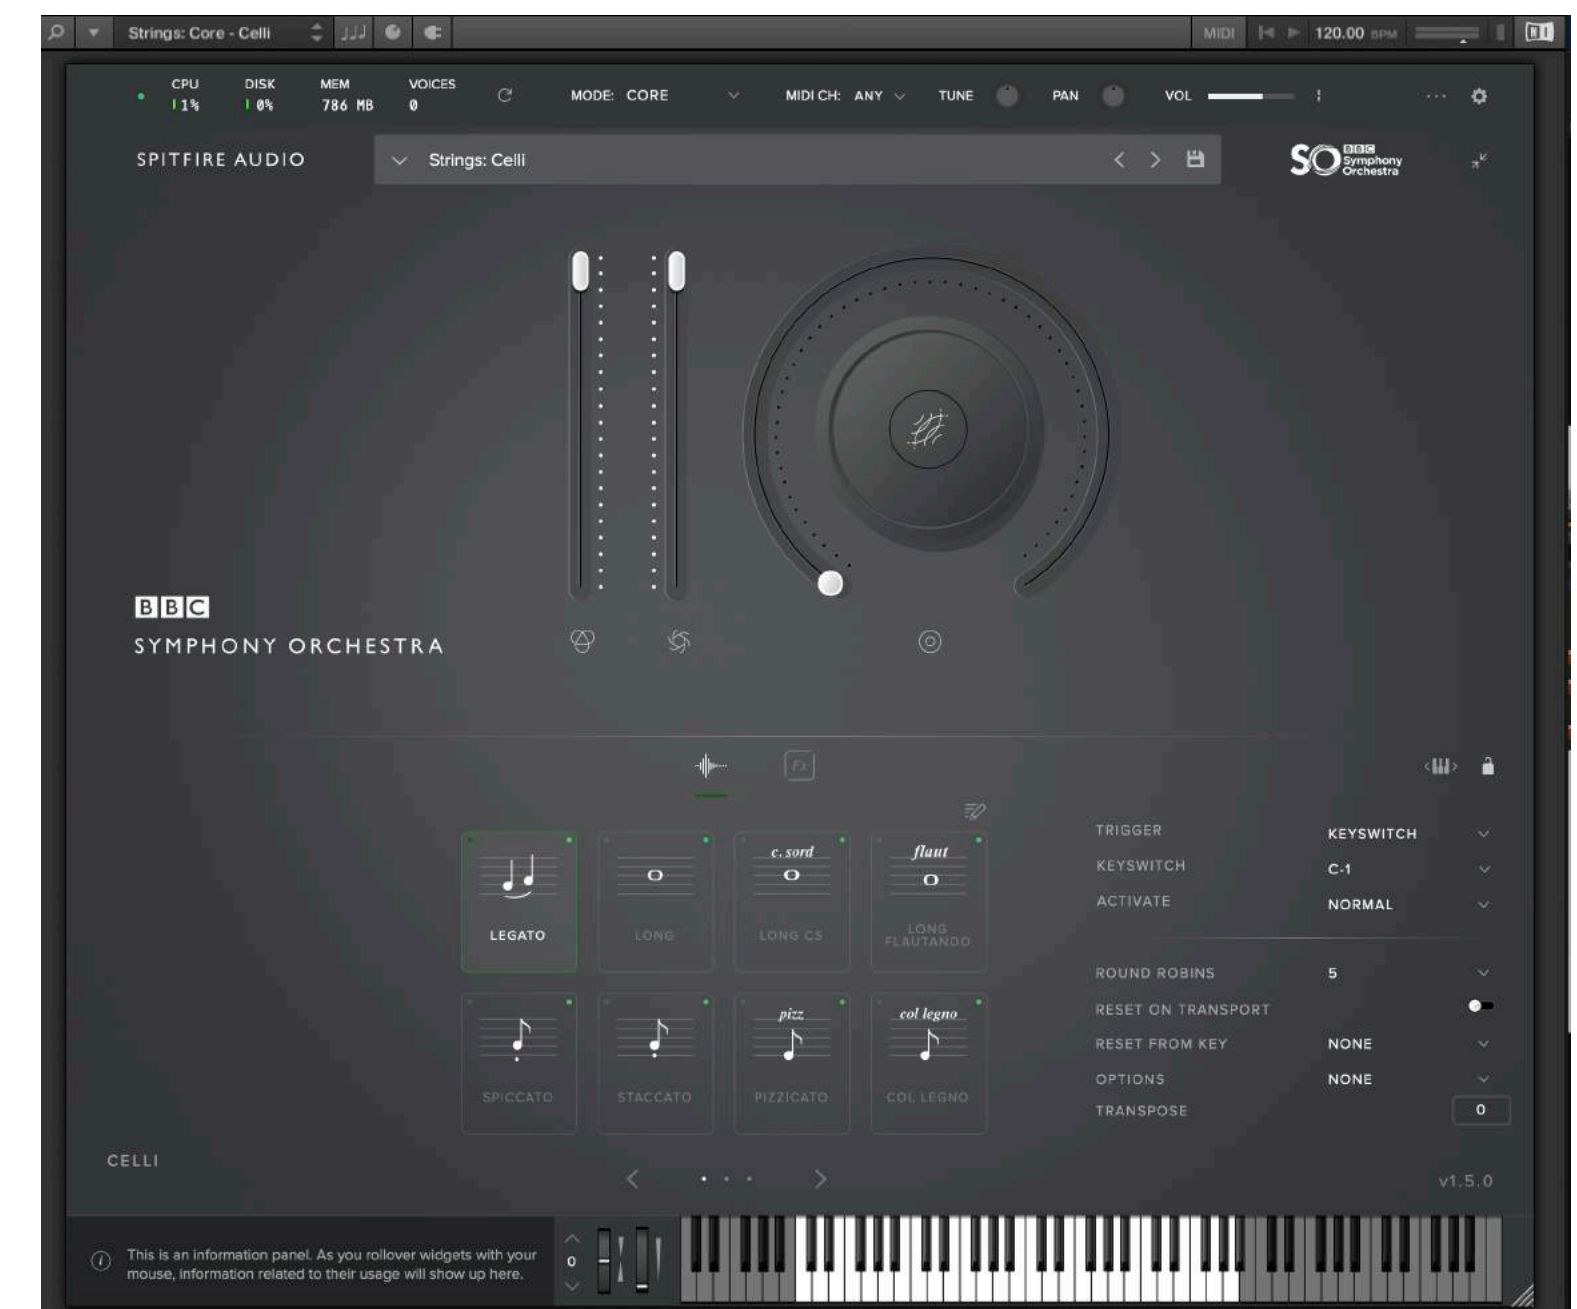 Strings: Core - Celli
MIDI
120.00 BPM
NI
CPU
1%
DISK
0%
MEM
786 MB
VOICES
0
MODE: CORE
MIDI CH: ANY
TUNE
PAN
VOL
SPITFIRE AUDIO
Strings: Celli
SO BBC
Symphony
Orchestra
BBC
SYMPHONY ORCHESTRA
Fx
LEGATO
LONG
c. sord
LONG CS
flaut
LONG
FLAUTANDO
SPICCATO
STACCATO
pizz
PIZZICATO
col legno
COL LEGNO
TRIGGER KEYSWITCH
KEYSWITCH C-1
ACTIVATE NORMAL
ROUND ROBINS 5
RESET ON TRANSPORT
RESET FROM KEY NONE
OPTIONS NONE
TRANSPOSE 0
CELLI
v1.5.0
This is an information panel. As you rollover widgets with your
mouse, information related to their usage will show up here.
0